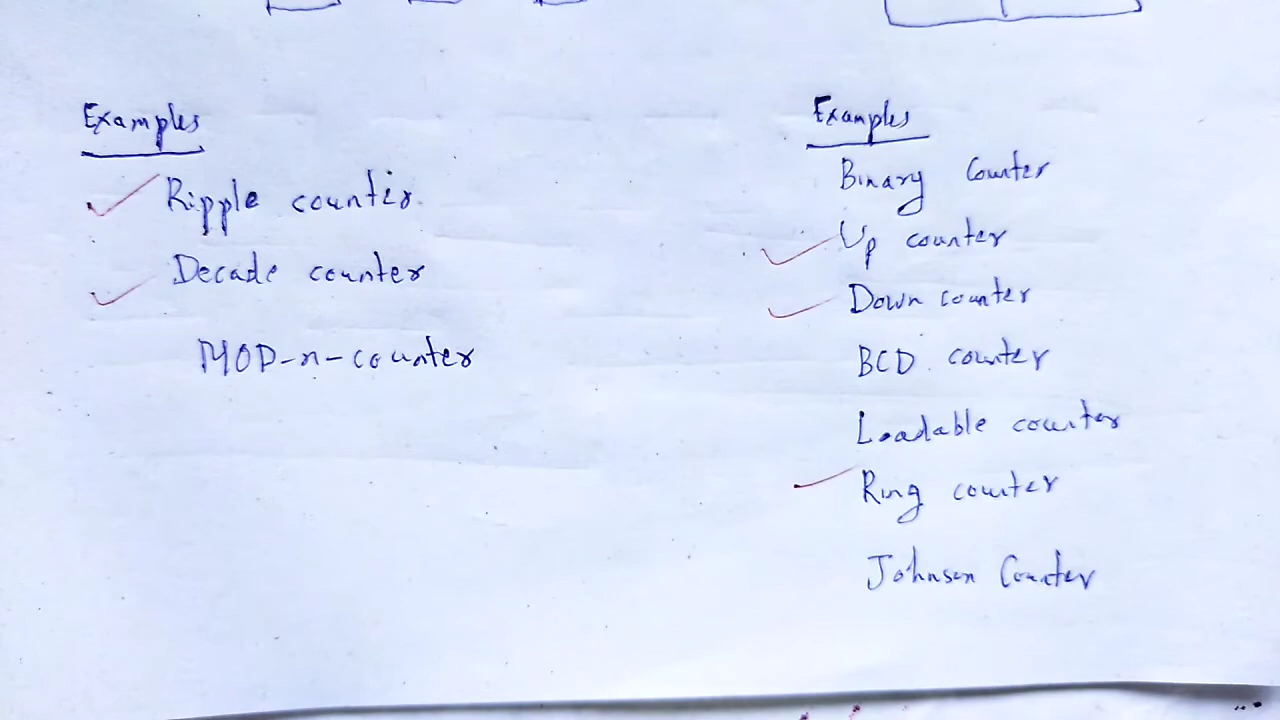 Examples
Ripple counter
Decade counter
MOD-n-counter
Examples
Binary Counter
Up counter
Down counter
BCD counter
Loadable counter
Ring counter
Johnson Counter